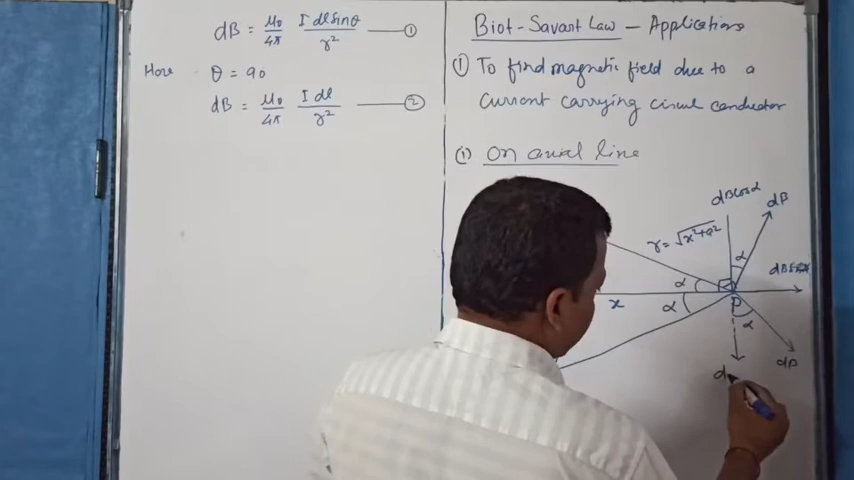 dB = μ₀/4π I dl sinθ/r² —— ①
Here θ = 90
dB = μ₀/4π I dl/r² —— ②
Biot-Savart Law – Applications
① To find magnetic field due to a
current carrying circul conductor
(i) On axial line
dBcosα
dB
r = √x²+a²
α
α
dBsinα
x
P
α
α
dB
d